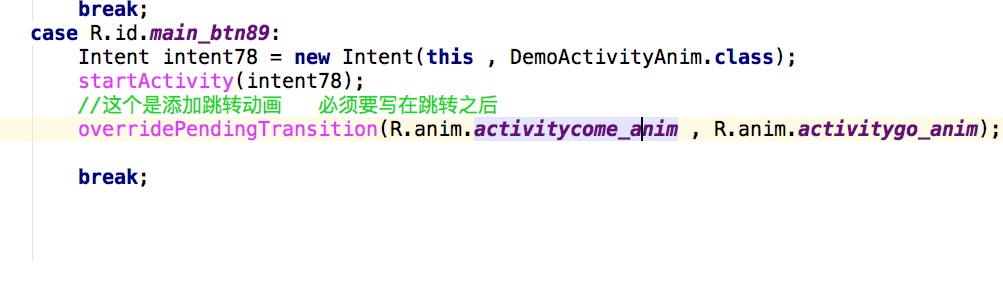 break;
case R.id.main_btn89:
Intent intent78 = new Intent(this , DemoActivityAnim.class);
startActivity(intent78);
//这个是添加跳转动画   必须要写在跳转之后
overridePendingTransition(R.anim.activitycome_anim , R.anim.activitygo_anim);
break;